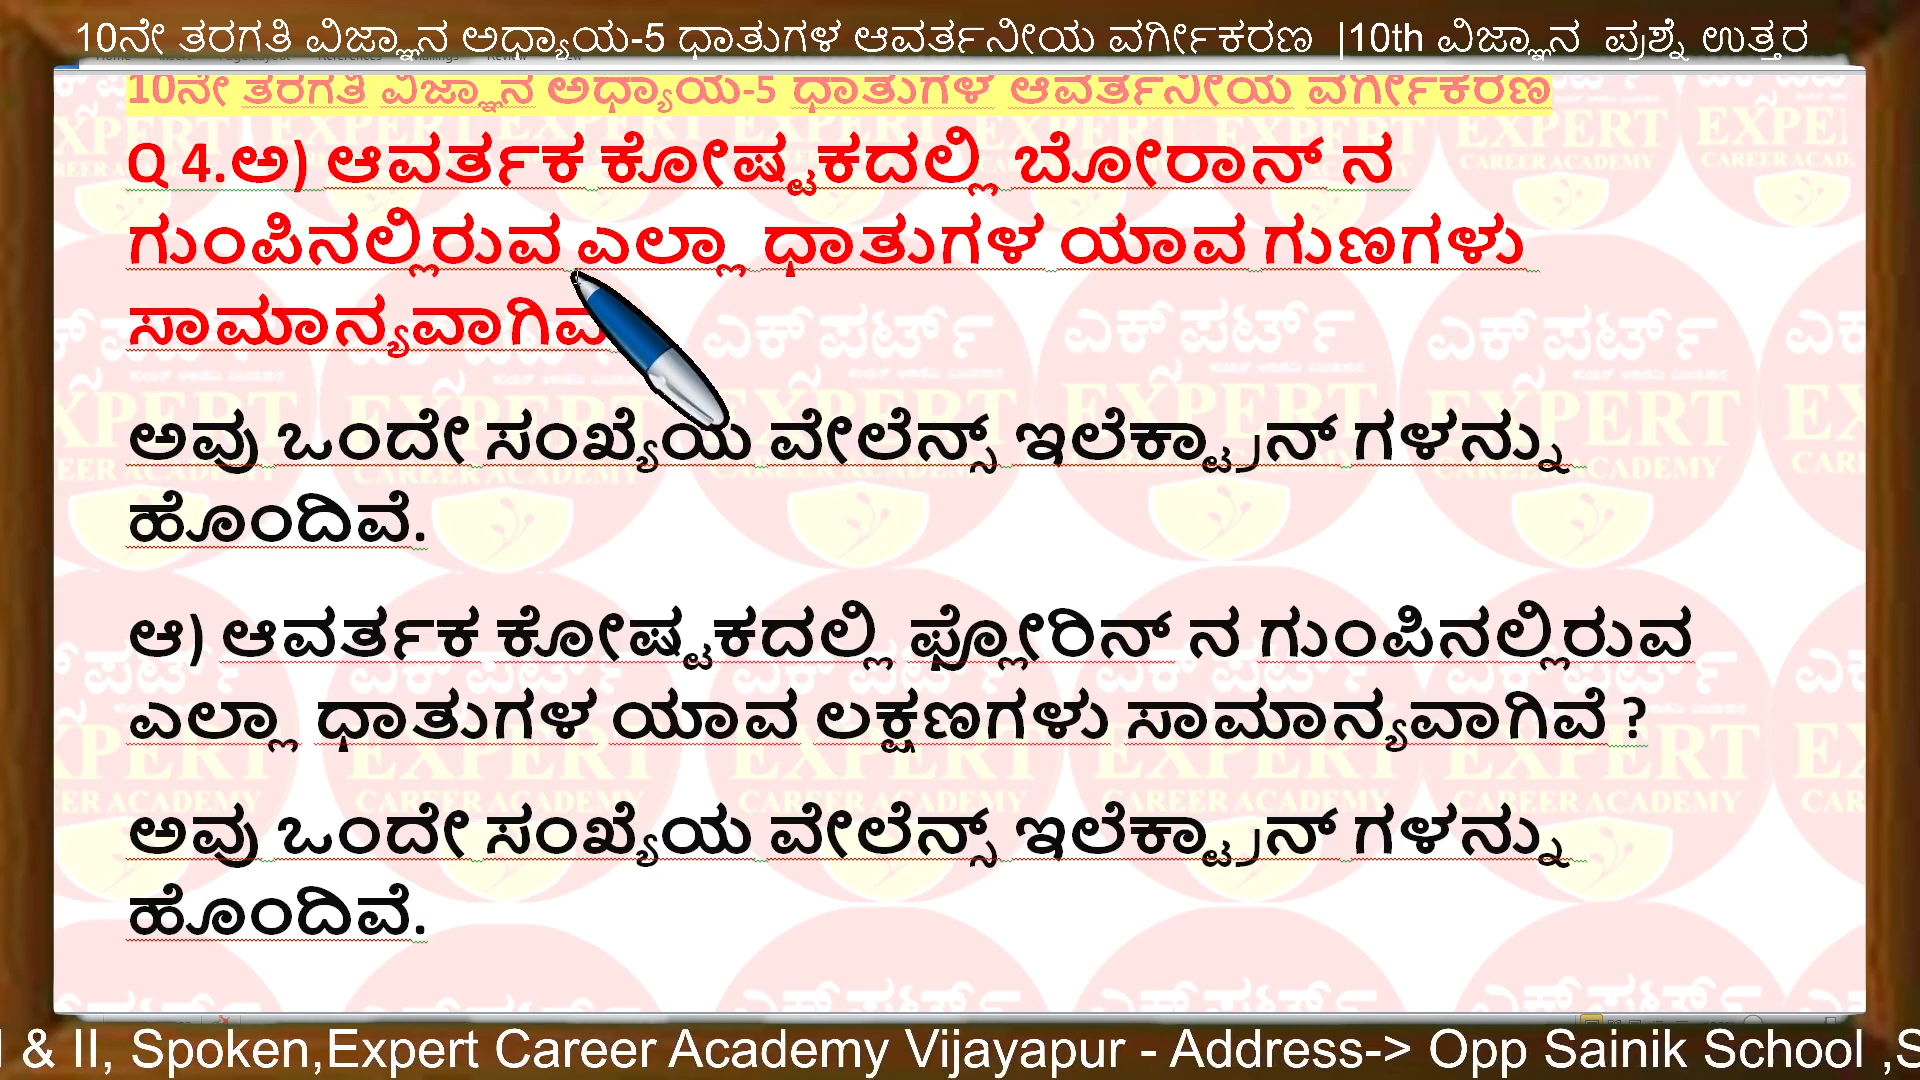 10ನೇ ತರಗತಿ ವಿಜ್ಞಾನ ಅಧ್ಯಾಯ-5 ಧಾತುಗಳ ಆವರ್ತನೀಯ ವರ್ಗೀಕರಣ |10th ವಿಜ್ಞಾನ ಪ್ರಶ್ನೆ ಉತ್ತರ
10ನೇ ತರಗತಿ ವಿಜ್ಞಾನ ಅಧ್ಯಾಯ-5 ಧಾತುಗಳ ಆವರ್ತನೀಯ ವರ್ಗೀಕರಣ
Q 4.ಅ) ಆವರ್ತಕ ಕೋಷ್ಟಕದಲ್ಲಿ ಬೋರಾನ್ ನ
ಗುಂಪಿನಲ್ಲಿರುವ ಎಲ್ಲಾ ಧಾತುಗಳ ಯಾವ ಗುಣಗಳು
ಸಾಮಾನ್ಯವಾಗಿವೆ
ಅವು ಒಂದೇ ಸಂಖ್ಯೆಯ ವೇಲೆನ್ಸ್ ಇಲೆಕ್ಟ್ರಾನ್ ಗಳನ್ನು
ಹೊಂದಿವೆ.
ಆ) ಆವರ್ತಕ ಕೋಷ್ಟಕದಲ್ಲಿ ಫ್ಲೋರಿನ್ ನ ಗುಂಪಿನಲ್ಲಿರುವ
ಎಲ್ಲಾ ಧಾತುಗಳ ಯಾವ ಲಕ್ಷಣಗಳು ಸಾಮಾನ್ಯವಾಗಿವೆ ?
ಅವು ಒಂದೇ ಸಂಖ್ಯೆಯ ವೇಲೆನ್ಸ್ ಇಲೆಕ್ಟ್ರಾನ್ ಗಳನ್ನು
ಹೊಂದಿವೆ.
& II, Spoken,Expert Career Academy Vijayapur - Address-> Opp Sainik School ,S